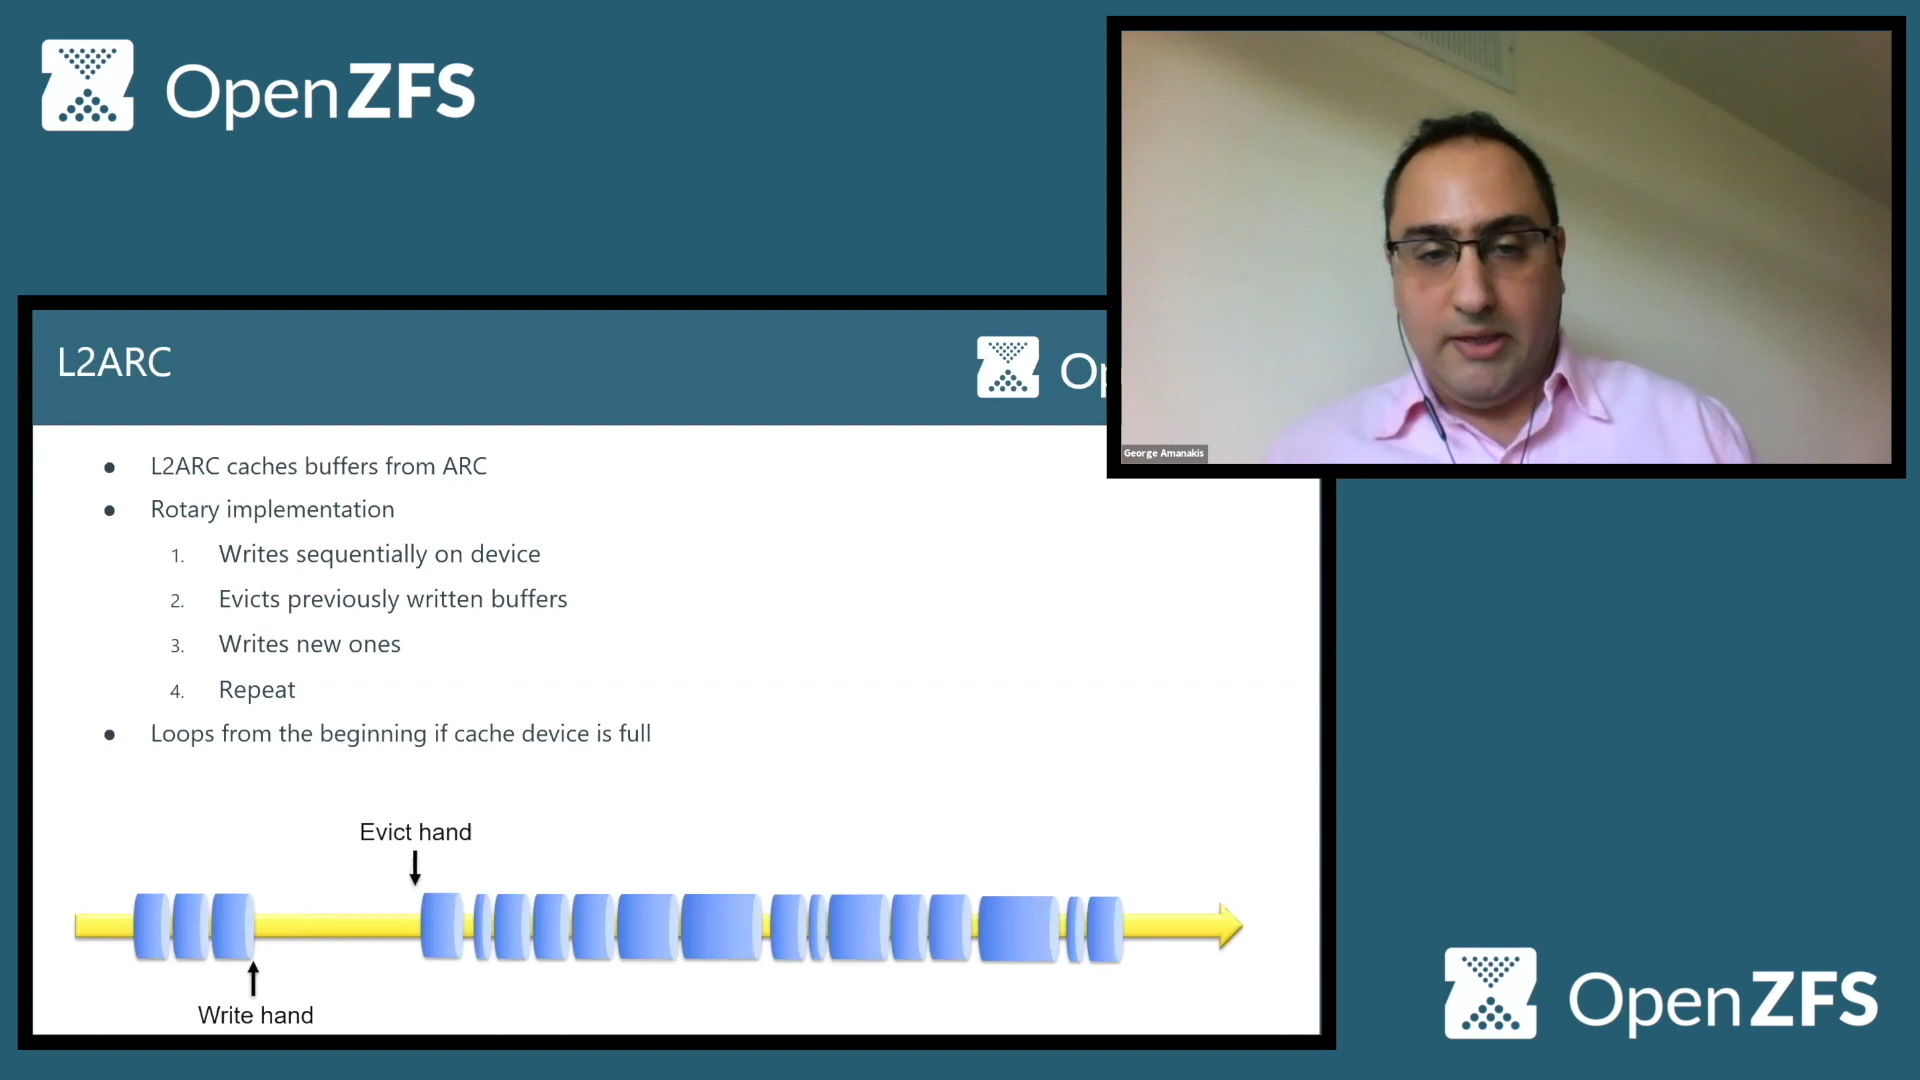 OpenZFS
George Amanakis
L2ARC
Op
● L2ARC caches buffers from ARC
● Rotary implementation
1. Writes sequentially on device
2. Evicts previously written buffers
3. Writes new ones
4. Repeat
● Loops from the beginning if cache device is full
Evict hand
Write hand
OpenZFS